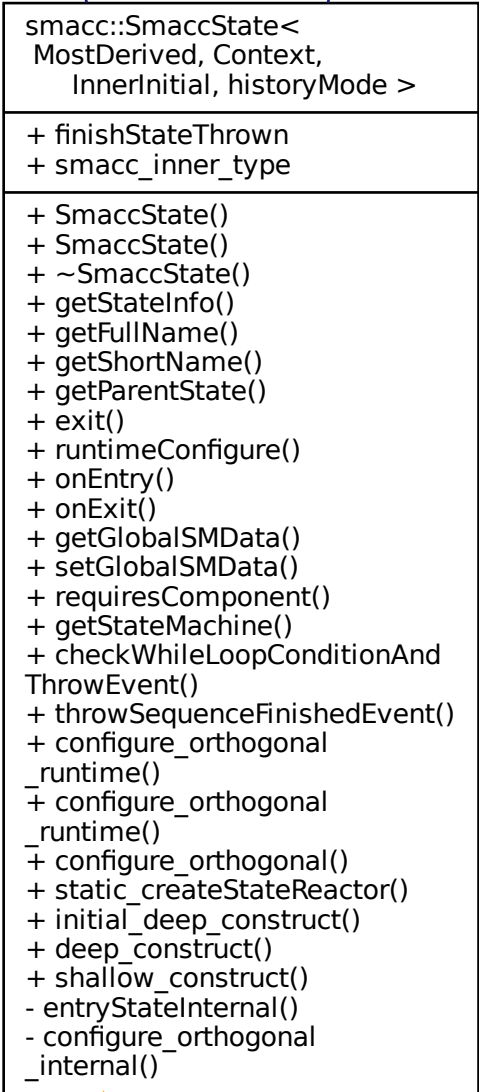 smacc::SmaccState<
MostDerived, Context,
InnerInitial, historyMode >
+ finishStateThrown
+ smacc_inner_type
+ SmaccState()
+ SmaccState()
+ ~SmaccState()
+ getStateInfo()
+ getFullName()
+ getShortName()
+ getParentState()
+ exit()
+ runtimeConfigure()
+ onEntry()
+ onExit()
+ getGlobalSMData()
+ setGlobalSMData()
+ requiresComponent()
+ getStateMachine()
+ checkWhileLoopConditionAnd
ThrowEvent()
+ throwSequenceFinishedEvent()
+ configure_orthogonal
_runtime()
+ configure_orthogonal
_runtime()
+ configure_orthogonal()
+ static_createStateReactor()
+ initial_deep_construct()
+ deep_construct()
+ shallow_construct()
- entryStateInternal()
- configure_orthogonal
_internal()